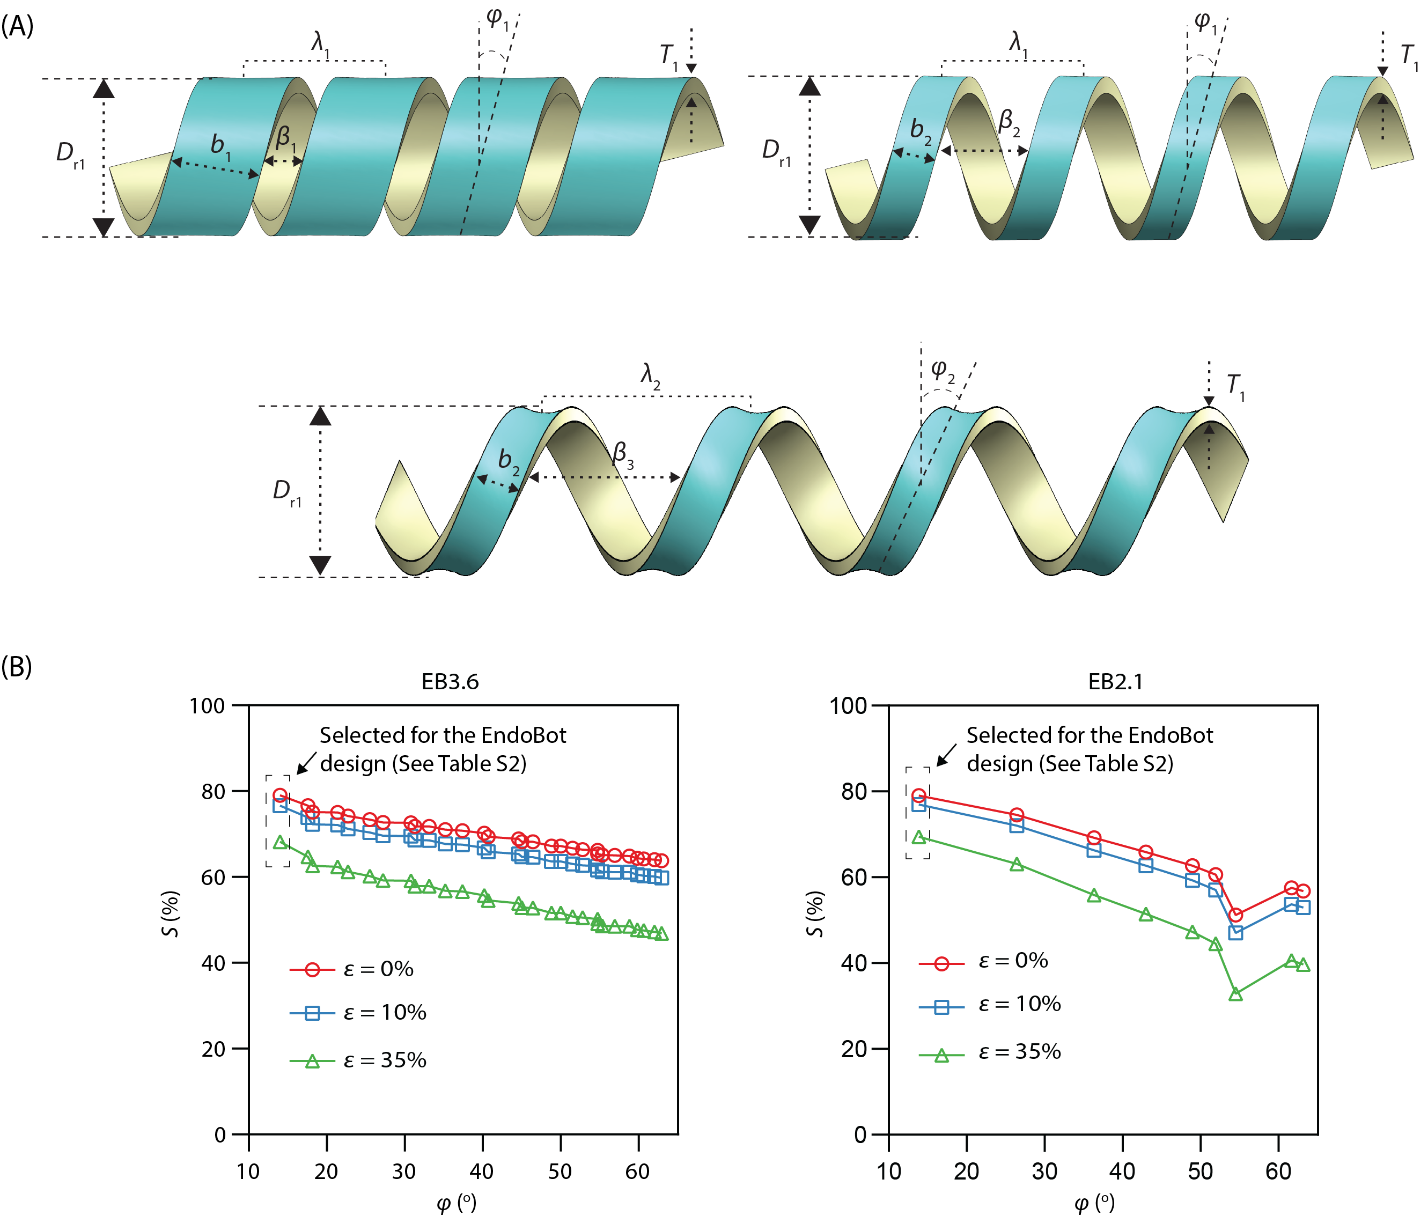 (A)
φ1
λ1
T1
Dr1
b1
β1
φ1
λ1
T1
Dr1
b2
β2
φ2
λ2
T1
Dr1
b2
β3
(B)
EB3.6
100
80
60
40
20
0
S (%)
Selected for the EndoBot
design (See Table S2)
ε = 0%
ε = 10%
ε = 35%
10 20 30 40 50 60
φ (°)
EB2.1
100
80
60
40
20
0
S (%)
Selected for the EndoBot
design (See Table S2)
ε = 0%
ε = 10%
ε = 35%
10 20 30 40 50 60
φ (°)